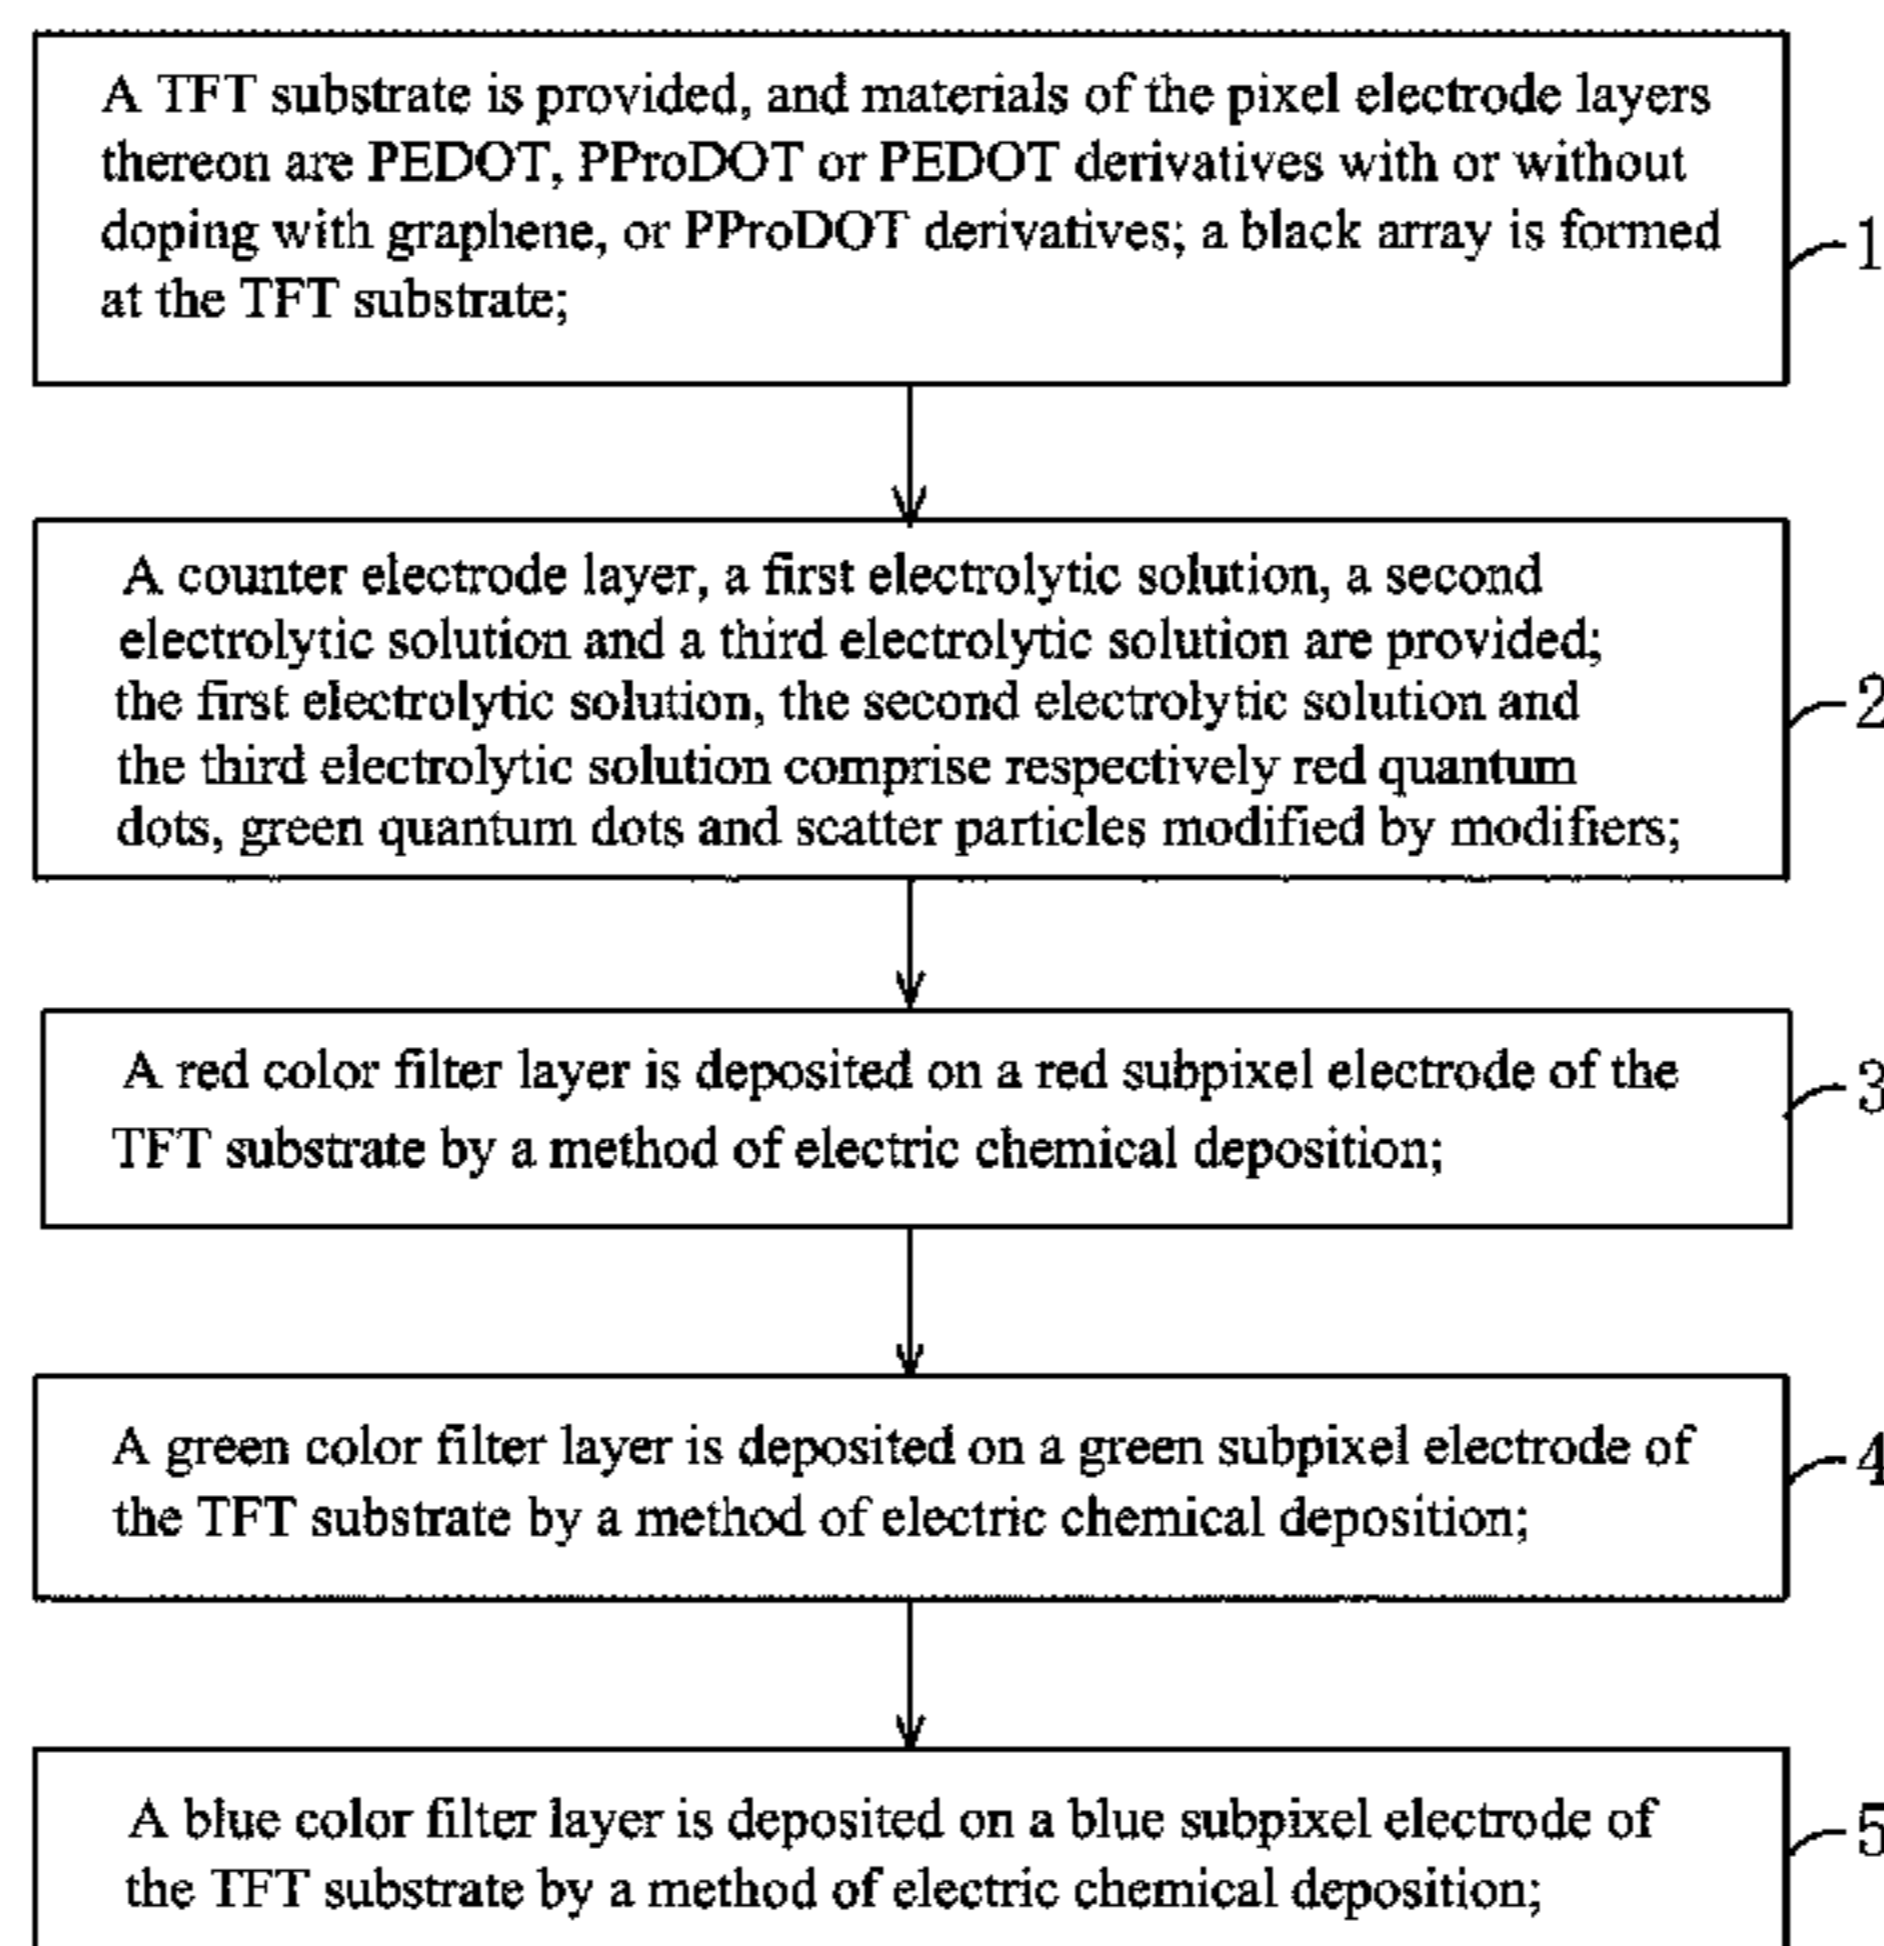 A TFT substrate is provided, and materials of the pixel electrode layers
thereon are PEDOT, PProDOT or PEDOT derivatives with or without
doping with graphene, or PProDOT derivatives; a black array is formed
at the TFT substrate;
1
A counter electrode layer, a first electrolytic solution, a second
electrolytic solution and a third electrolytic solution are provided;
the first electrolytic solution, the second electrolytic solution and
the third electrolytic solution comprise respectively red quantum
dots, green quantum dots and scatter particles modified by modifiers;
2
A red color filter layer is deposited on a red subpixel electrode of the
TFT substrate by a method of electric chemical deposition;
3
A green color filter layer is deposited on a green subpixel electrode of
the TFT substrate by a method of electric chemical deposition;
4
A blue color filter layer is deposited on a blue subpixel electrode of
the TFT substrate by a method of electric chemical deposition;
5